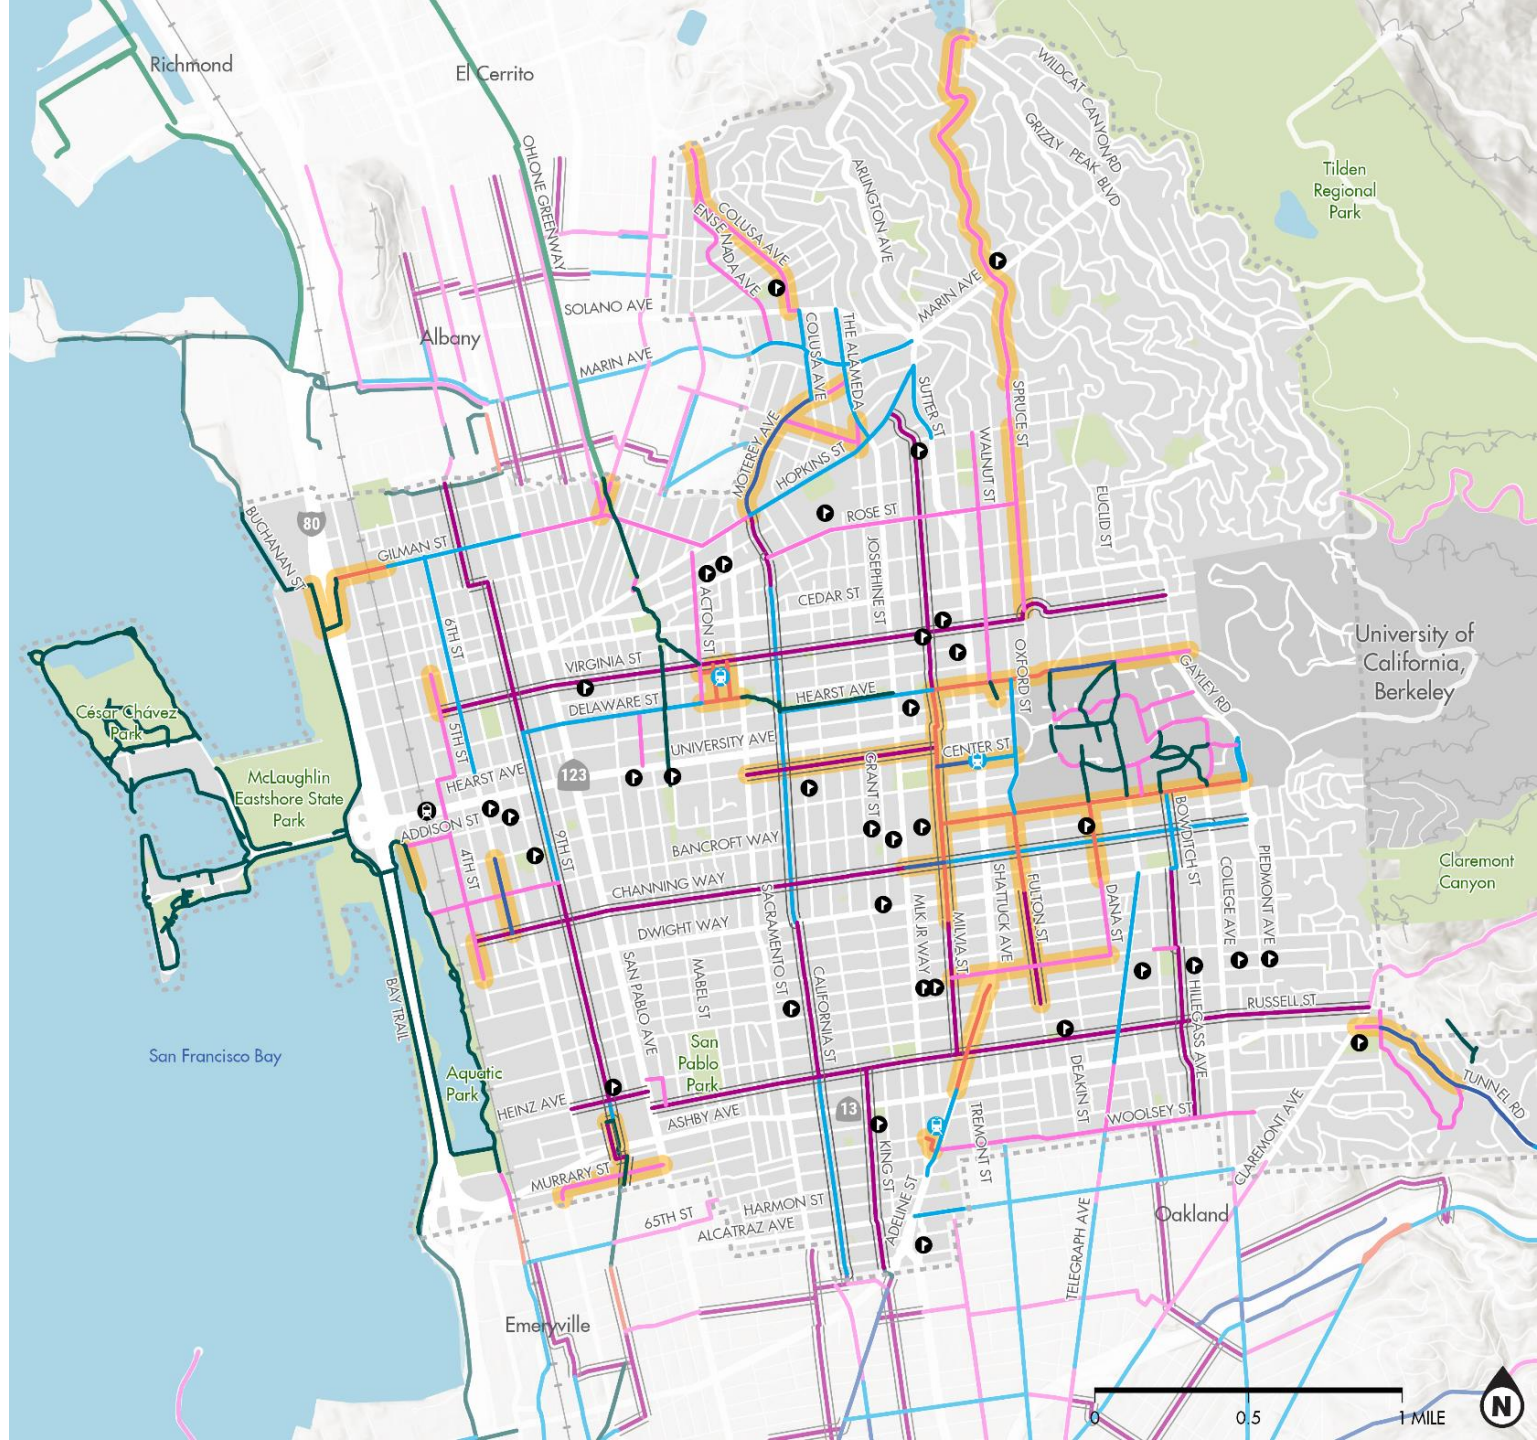 Richmond
El Cerrito
WILDCAT CANYON RD
GRIZZLY PEAK BLVD
OHLONE GREENWAY
ARLINGTON AVE
Tilden
Regional
Park
COLUSA AVE
ENSENADA AVE
MARIN AVE
SOLANO AVE
Albany
MARIN AVE
COLUSA AVE
THE ALAMEDA
SUTTER ST
SPRUCE ST
MOTEREY AVE
HOPKINS ST
WALNUT ST
EUCLID ST
BUCHANAN ST
80
GILMAN ST
ROSE ST
JOSEPHINE ST
CEDAR ST
ACTON ST
6TH ST
VIRGINIA ST
OXFORD ST
University of
California,
Berkeley
GAYLEY RD
DELAWARE ST
HEARST AVE
César Chávez
Park
5TH ST
UNIVERSITY AVE
CENTER ST
HEARST AVE
123
McLaughlin
Eastshore State
Park
GRANT ST
ADDISON ST
BOWDITCH ST
9TH ST
BANCROFT WAY
4TH ST
CHANNING WAY
SHATTUCK AVE
FULTON ST
DANA ST
COLLEGE AVE
PIEDMONT AVE
Claremont
Canyon
DWIGHT WAY
SACRAMENTO ST
MLK JR WAY
MILVIA ST
SAN PABLO AVE
MABEL ST
CALIFORNIA ST
BAY TRAIL
HILLEGASS AVE
RUSSELL ST
San Francisco Bay
San
Pablo
Park
Aquatic
Park
DEAKIN ST
TUNNEL RD
HEINZ AVE
ASHBY AVE
13
TREMONT ST
WOOLSEY ST
CLAREMONT AVE
KING ST
MURRARY ST
ADELINE ST
HARMON ST
65TH ST
ALCATRAZ AVE
Oakland
TELEGRAPH AVE
Emeryville
N
0
0.5
1 MILE